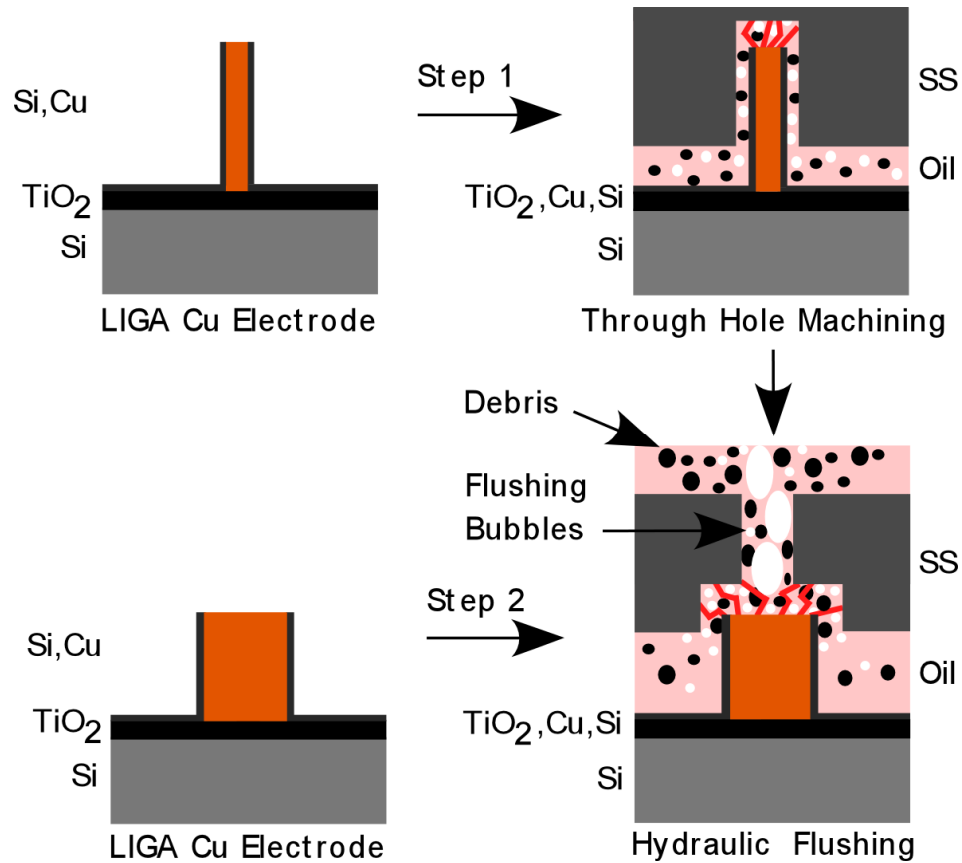 Si,Cu
TiO2
Si
LIGA Cu Electrode
Step 1
SS
Oil
TiO2,Cu,Si
Si
Through Hole Machining
Debris
Flushing
Bubbles
Step 2
Si,Cu
TiO2
Si
LIGA Cu Electrode
SS
Oil
TiO2,Cu,Si
Si
Hydraulic Flushing